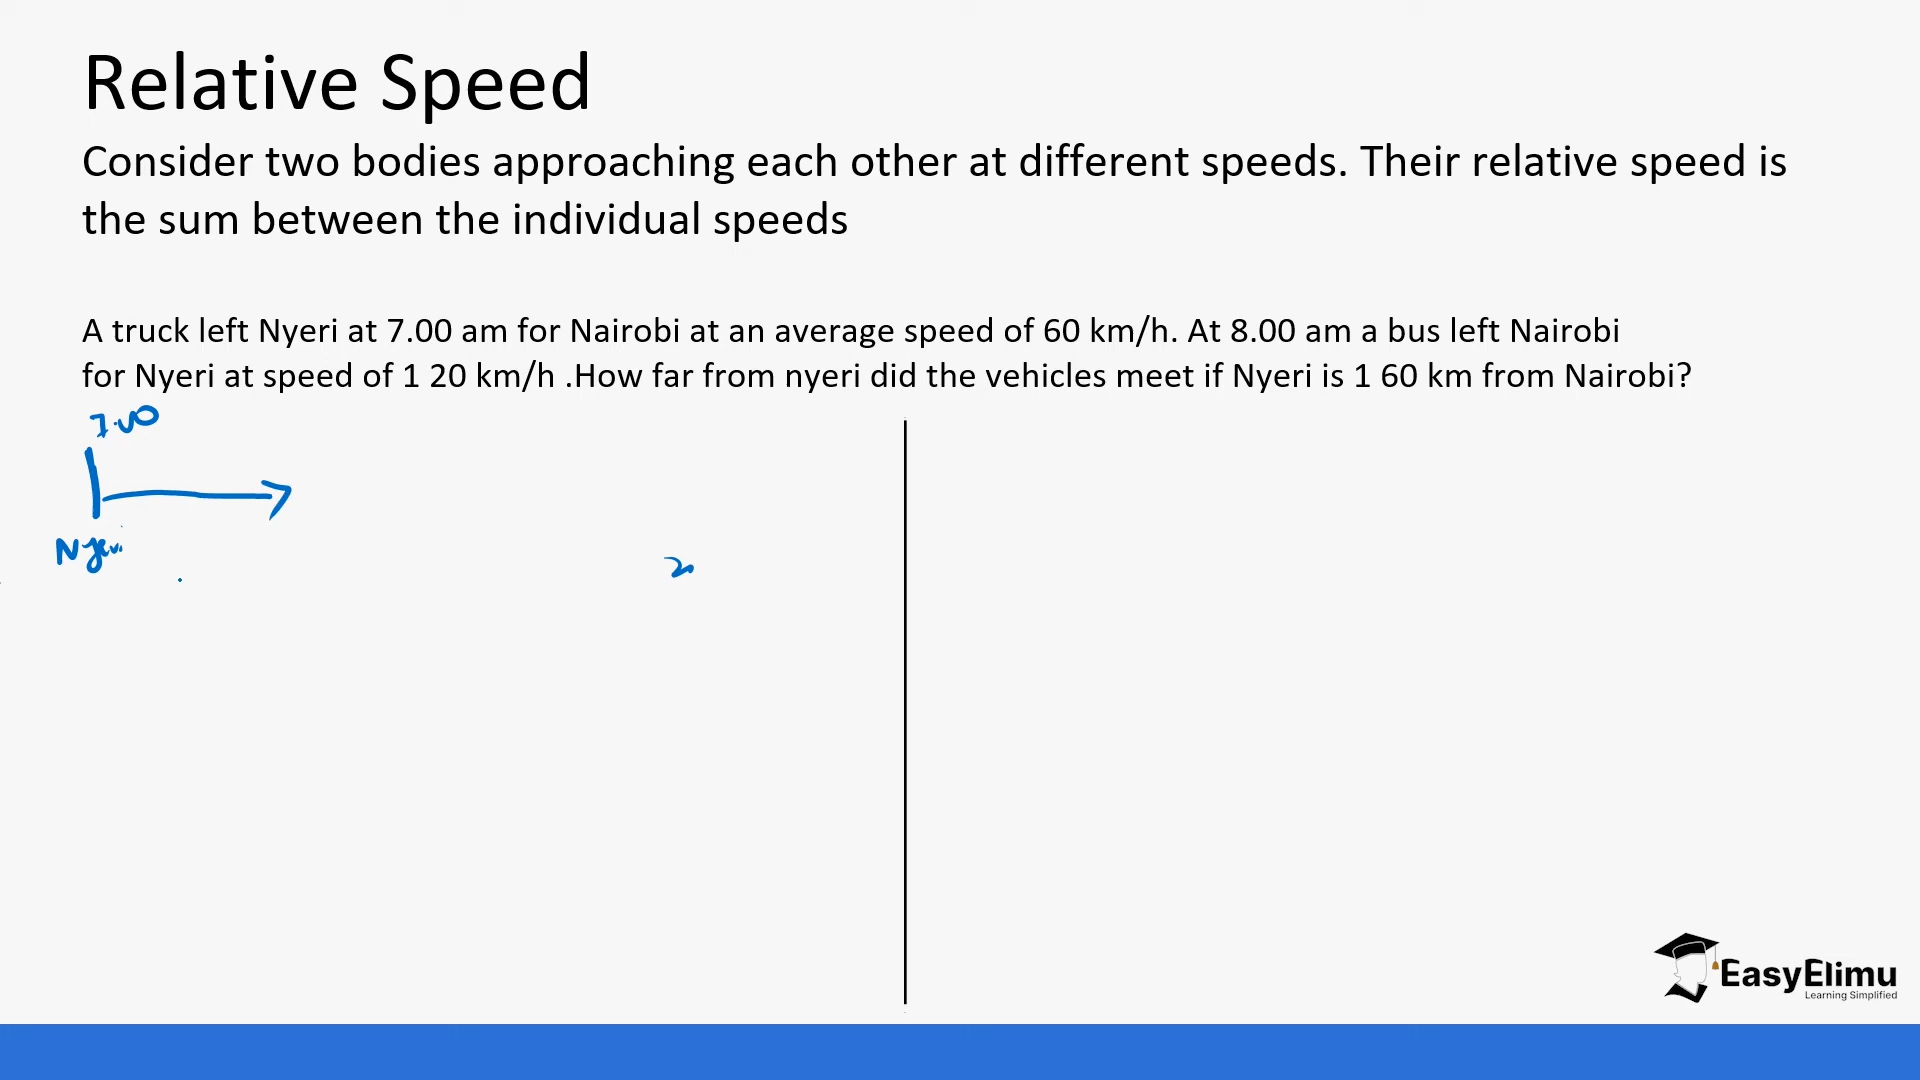 Relative Speed
Consider two bodies approaching each other at different speeds. Their relative speed is
the sum between the individual speeds
A truck left Nyeri at 7.00 am for Nairobi at an average speed of 60 km/h. At 8.00 am a bus left Nairobi
for Nyeri at speed of 1 20 km/h .How far from nyeri did the vehicles meet if Nyeri is 1 60 km from Nairobi?
7.00
Nyeri
EasyElimu
Learning Simplified